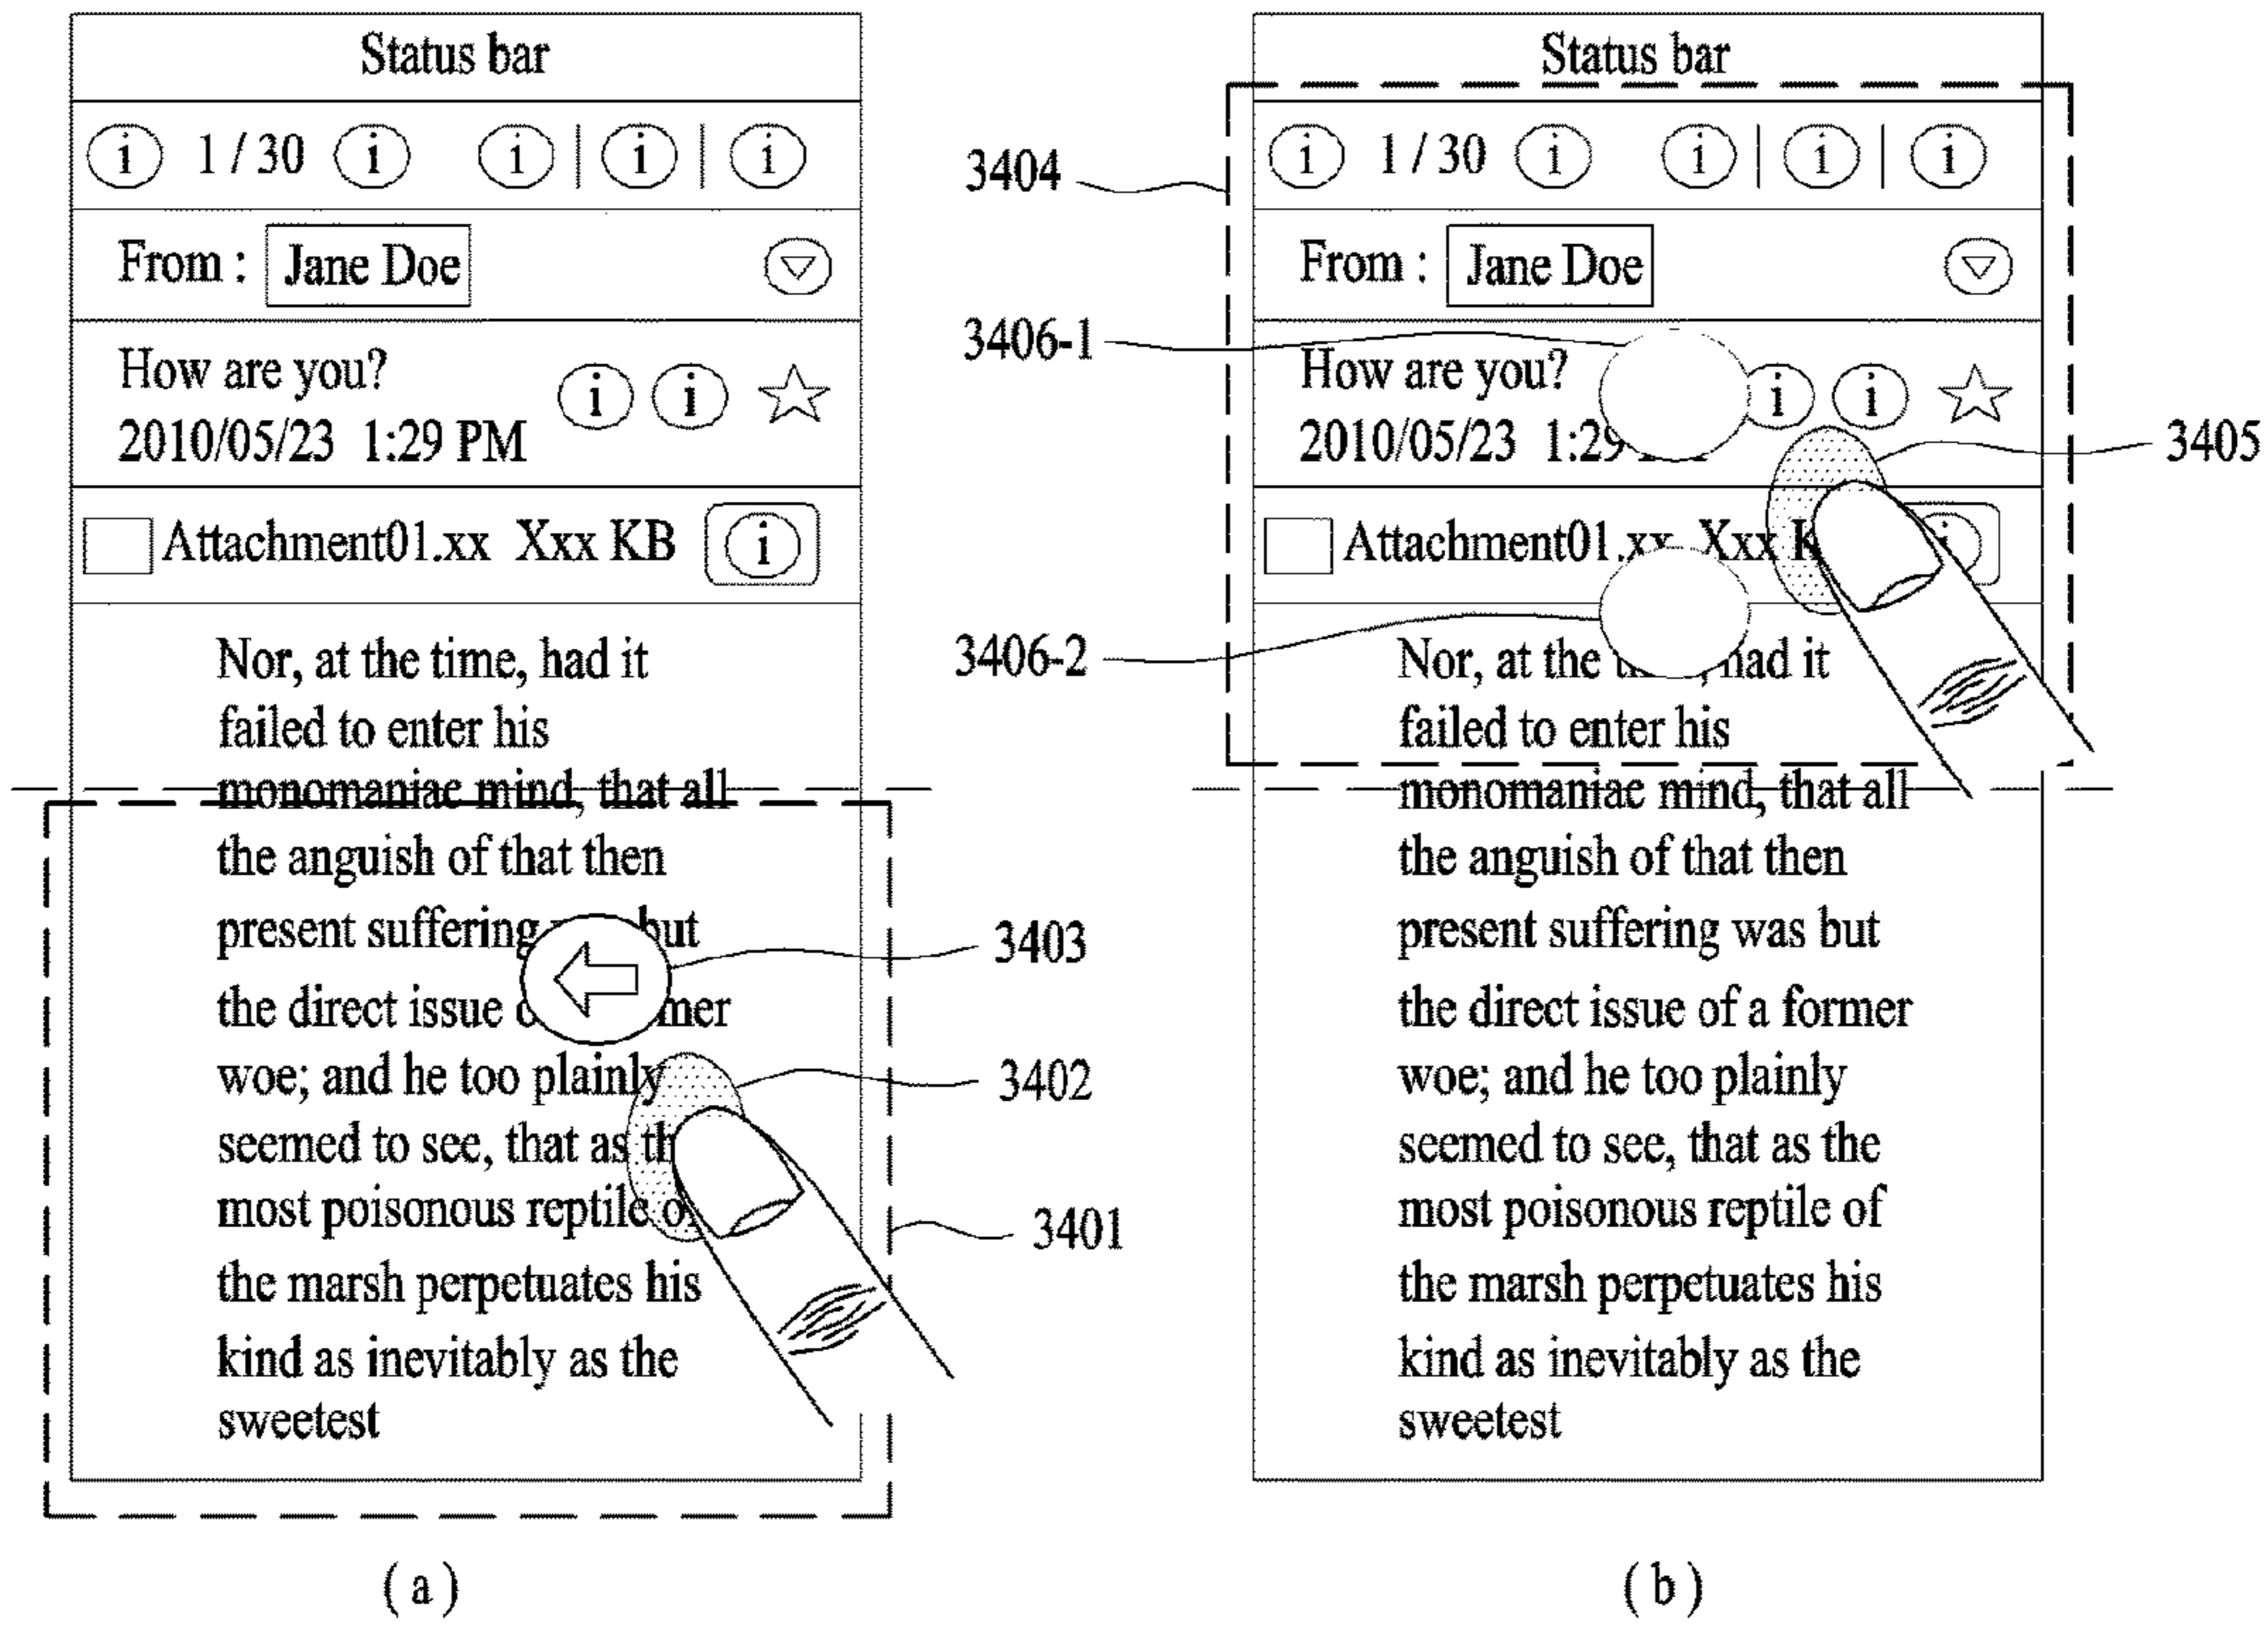 Status bar
i 1 / 30 i i | i | i
From : Jane Doe
How are you?
i i
2010/05/23 1:29 PM
Attachment01.xx Xxx KB i
Nor, at the time, had it
failed to enter his
monomaniac mind, that all
the anguish of that then
present suffering but
the direct issue mer
woe; and he too plainly
seemed to see, that as th
most poisonous reptile o
the marsh perpetuates his
kind as inevitably as the
sweetest
3403
3402
3401
( a )
Status bar
i 1 / 30 i i | i | i
From : Jane Doe
How are you?
i i
2010/05/23 1:29
Attachment01.xx Xxx K i
Nor, at the had it
failed to enter his
monomaniac mind, that all
the anguish of that then
present suffering was but
the direct issue of a former
woe; and he too plainly
seemed to see, that as the
most poisonous reptile of
the marsh perpetuates his
kind as inevitably as the
sweetest
3404
3406-1
3405
3406-2
( b )